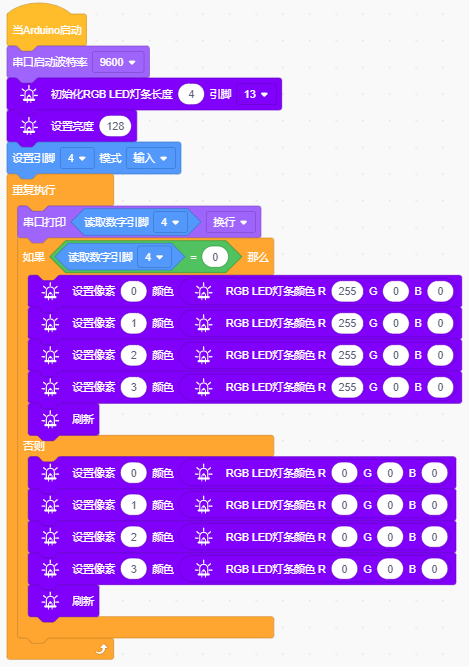 当Arduino启动
串口启动波特率 9600
初始化RGB LED灯条长度 4 引脚 13
设置亮度 128
设置引脚 4 模式 输入
重复执行
串口打印 读取数字引脚 4 换行
如果 读取数字引脚 4 = 0 那么
设置像素 0 颜色 RGB LED灯条颜色 R 255 G 0 B 0
设置像素 1 颜色 RGB LED灯条颜色 R 255 G 0 B 0
设置像素 2 颜色 RGB LED灯条颜色 R 255 G 0 B 0
设置像素 3 颜色 RGB LED灯条颜色 R 255 G 0 B 0
刷新
否则
设置像素 0 颜色 RGB LED灯条颜色 R 0 G 0 B 0
设置像素 1 颜色 RGB LED灯条颜色 R 0 G 0 B 0
设置像素 2 颜色 RGB LED灯条颜色 R 0 G 0 B 0
设置像素 3 颜色 RGB LED灯条颜色 R 0 G 0 B 0
刷新